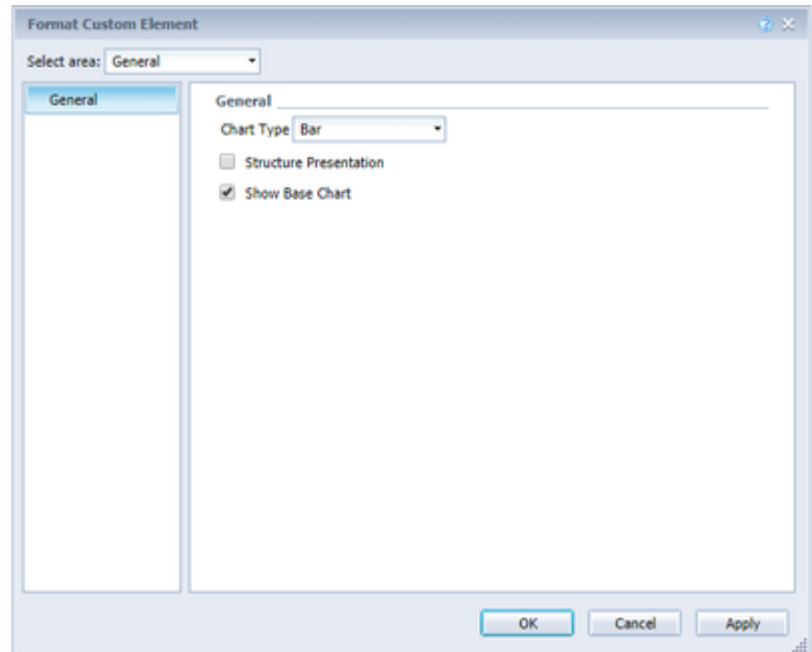 Format Custom Element
Select area: General
General
General
Chart Type Bar
Structure Presentation
Show Base Chart
OK Cancel Apply